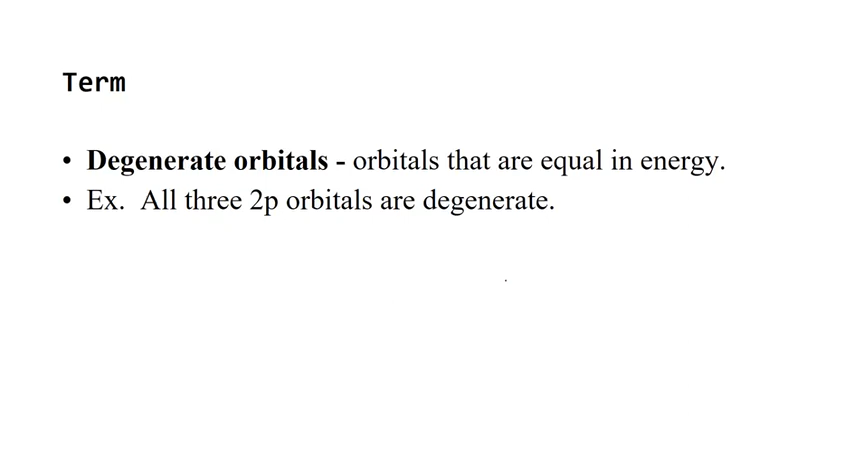 Term
• Degenerate orbitals - orbitals that are equal in energy.
• Ex. All three 2p orbitals are degenerate.